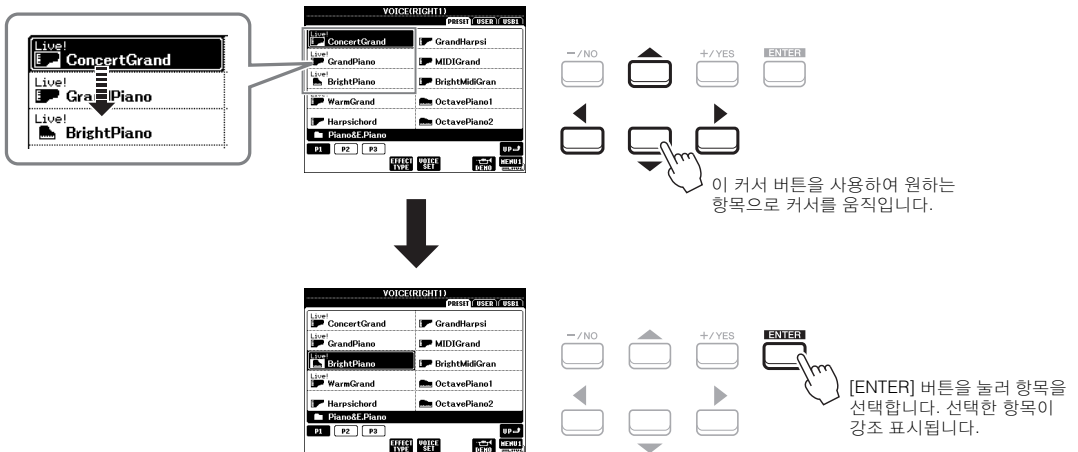 Live!
ConcertGrand
Live!
GrandPiano
Live!
BrightPiano
VOICE(RIGHT1)
PRESET USER USB1
Live!
ConcertGrand GrandHarpsi
Live!
GrandPiano MIDIGrand
Live!
BrightPiano BrightMidiGran
WarmGrand OctavePiano1
Harpsichord OctavePiano2
Piano&E.Piano
P1 P2 P3 UP
EFFECT TYPE VOICE SET DEMO MENU1
-/NO +/YES ENTER
이 커서 버튼을 사용하여 원하는
항목으로 커서를 움직입니다.
VOICE(RIGHT1)
PRESET USER USB1
Live!
ConcertGrand GrandHarpsi
Live!
GrandPiano MIDIGrand
Live!
BrightPiano BrightMidiGran
Live!
WarmGrand OctavePiano1
Harpsichord OctavePiano2
Piano&E.Piano
P1 P2 P3 UP
EFFECT TYPE VOICE SET DEMO MENU1
-/NO +/YES ENTER
[ENTER] 버튼을 눌러 항목을
선택합니다. 선택한 항목이
강조 표시됩니다.